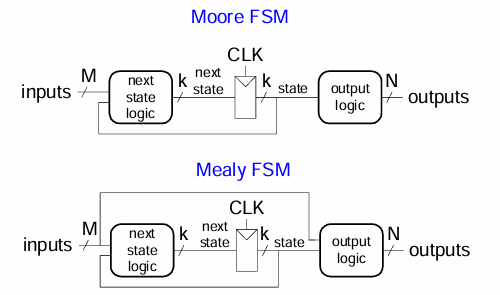 Moore FSM
CLK
inputs M next state logic k next state k state output logic N outputs
Mealy FSM
CLK
inputs M next state logic k next state k state output logic N outputs